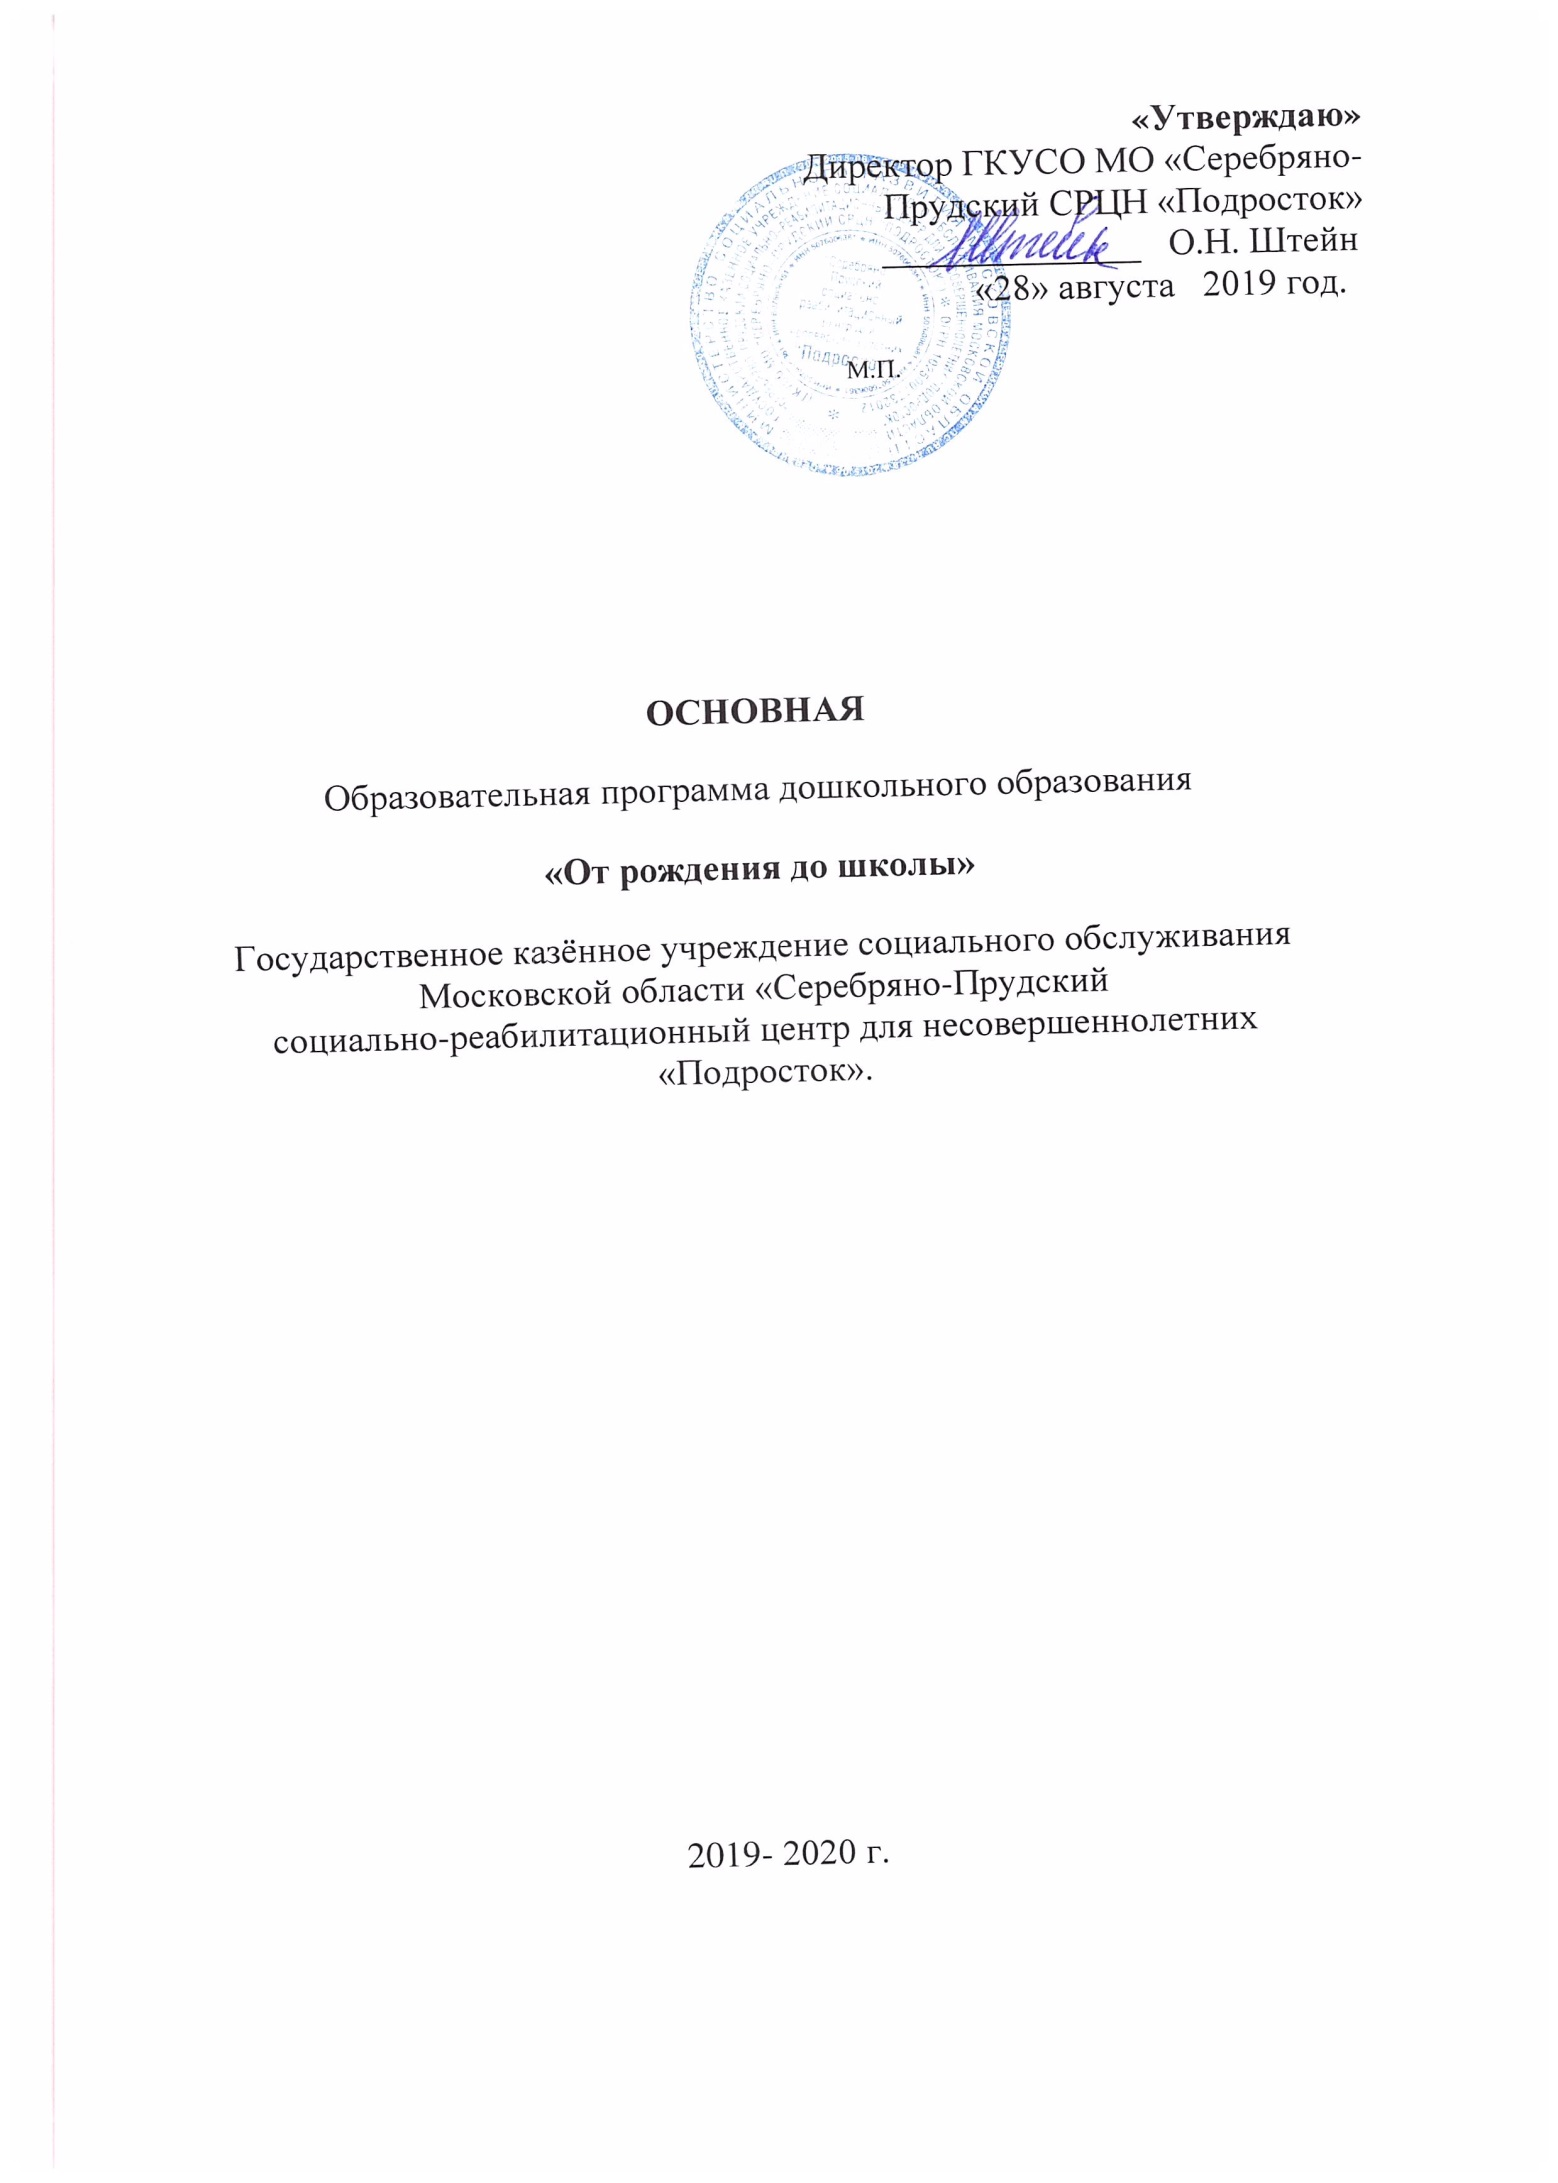 «Утверждаю»
Директор ГКУСО МО «Серебряно-
Прудский СРЦН «Подросток»
О.Н. Штейн
«28» августа 2019 год.
М.П.
ОСНОВНАЯ
Образовательная программа дошкольного образования
«От рождения до школы»
Государственное казённое учреждение социального обслуживания
Московской области «Серебряно-Прудский
социально-реабилитационный центр для несовершеннолетних
«Подросток».
2019- 2020 г.